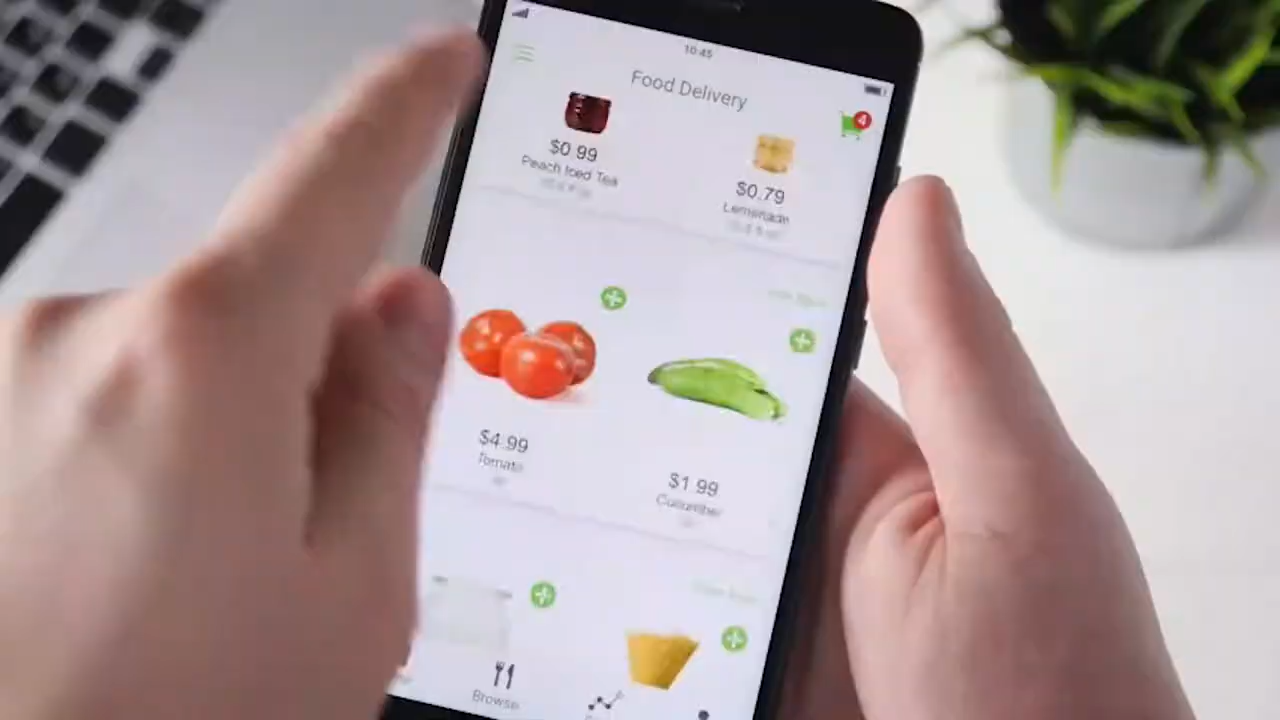 10:45
Food Delivery
4
$0.99
Peach Iced Tea
$0.79
Lemonade
$4.99
Tomato
$1.99
Cucumber
Browse